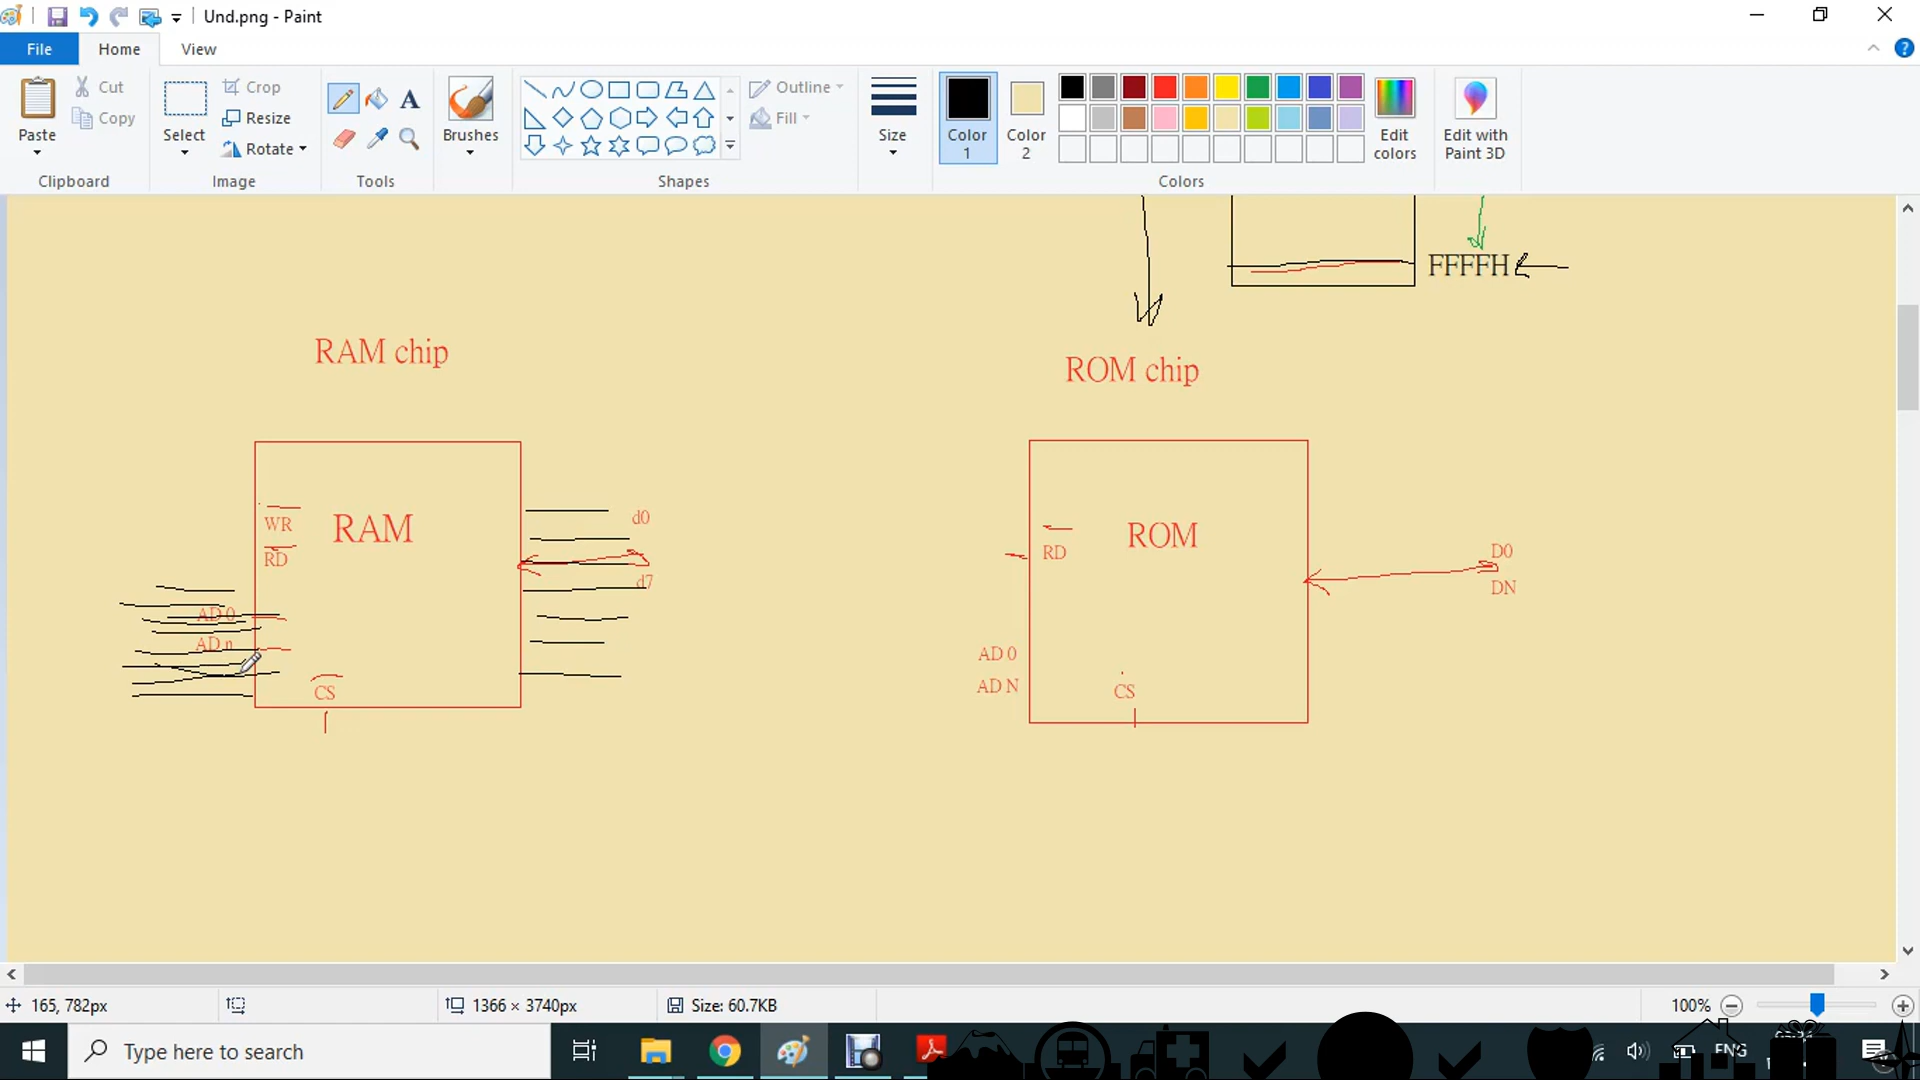 Und.png - Paint
File
Home
View
Paste
Cut
Copy
Clipboard
Select
Crop
Resize
Rotate
Image
Tools
Brushes
Shapes
Outline
Fill
Size
Color
1
Color
2
Edit
colors
Colors
Edit with
Paint 3D
FFFFH
RAM chip
ROM chip
WR
RAM
RD
d0
d7
AD 0
AD n
CS
RD
ROM
D0
DN
AD 0
AD N
CS
165, 782px
1366 × 3740px
Size: 60.7KB
100%
Type here to search
ENG